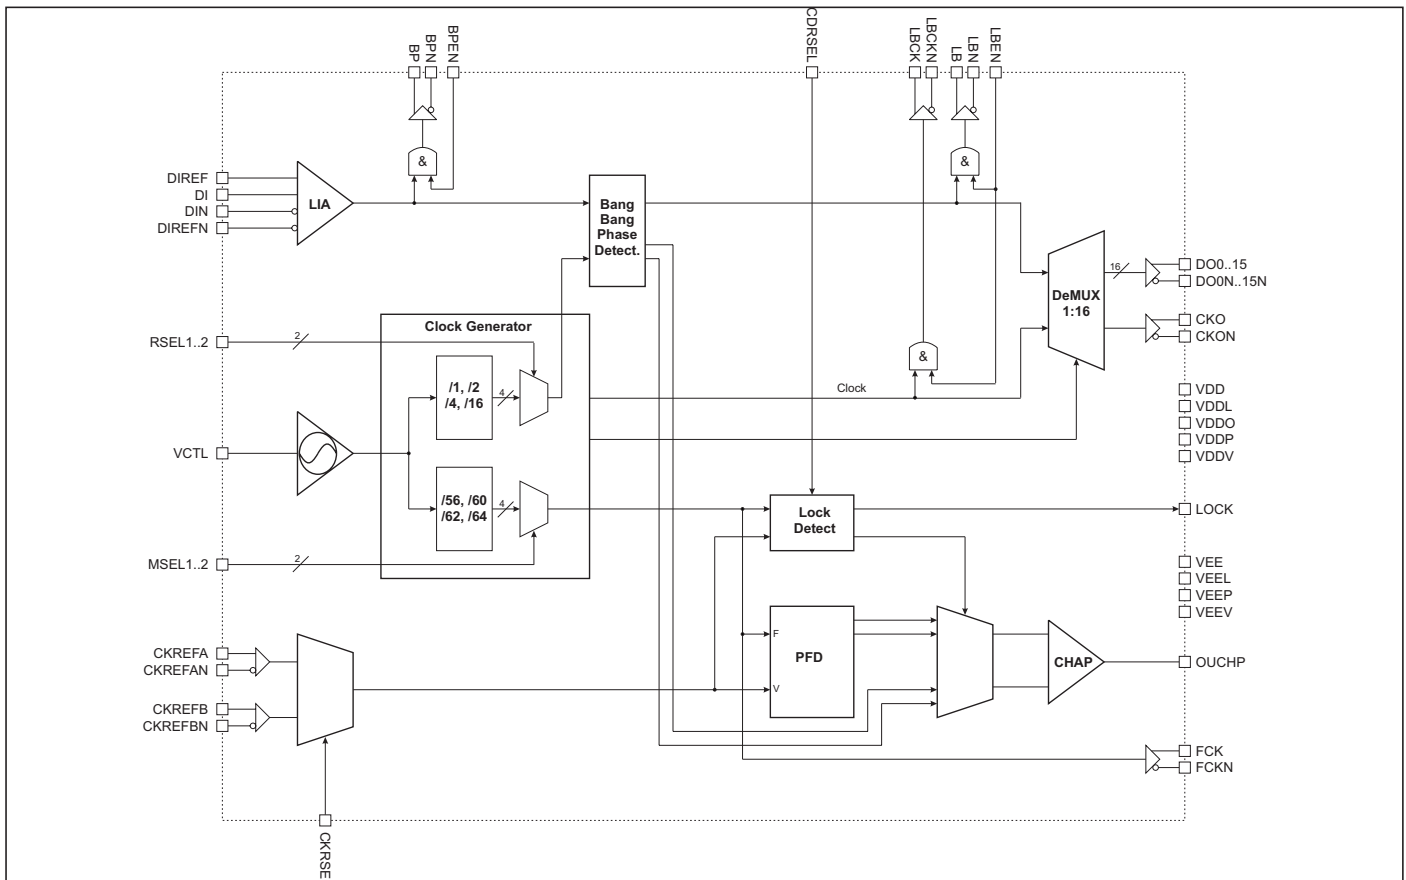 BP
BPN
BPEN
CDRSEL
LBCK
LBCKN
LB
LBN
LBEN
&
&
DIREF
DI
DIN
DIREFN
LIA
Bang
Bang
Phase
Detect.
16
DO0..15
DO0N..15N
DeMUX
1:16
CKO
CKON
Clock Generator
RSEL1..2
2
&
/1, /2
/4, /16
4
Clock
VDD
VDDL
VDDO
VDDP
VDDV
VCTL
/56, /60
/62, /64
4
Lock
Detect
LOCK
MSEL1..2
2
VEE
VEEL
VEEP
VEEV
F
PFD
V
CKREFA
CKREFAN
CKREFB
CKREFBN
CHAP
OUCHP
FCK
FCKN
CKRSE